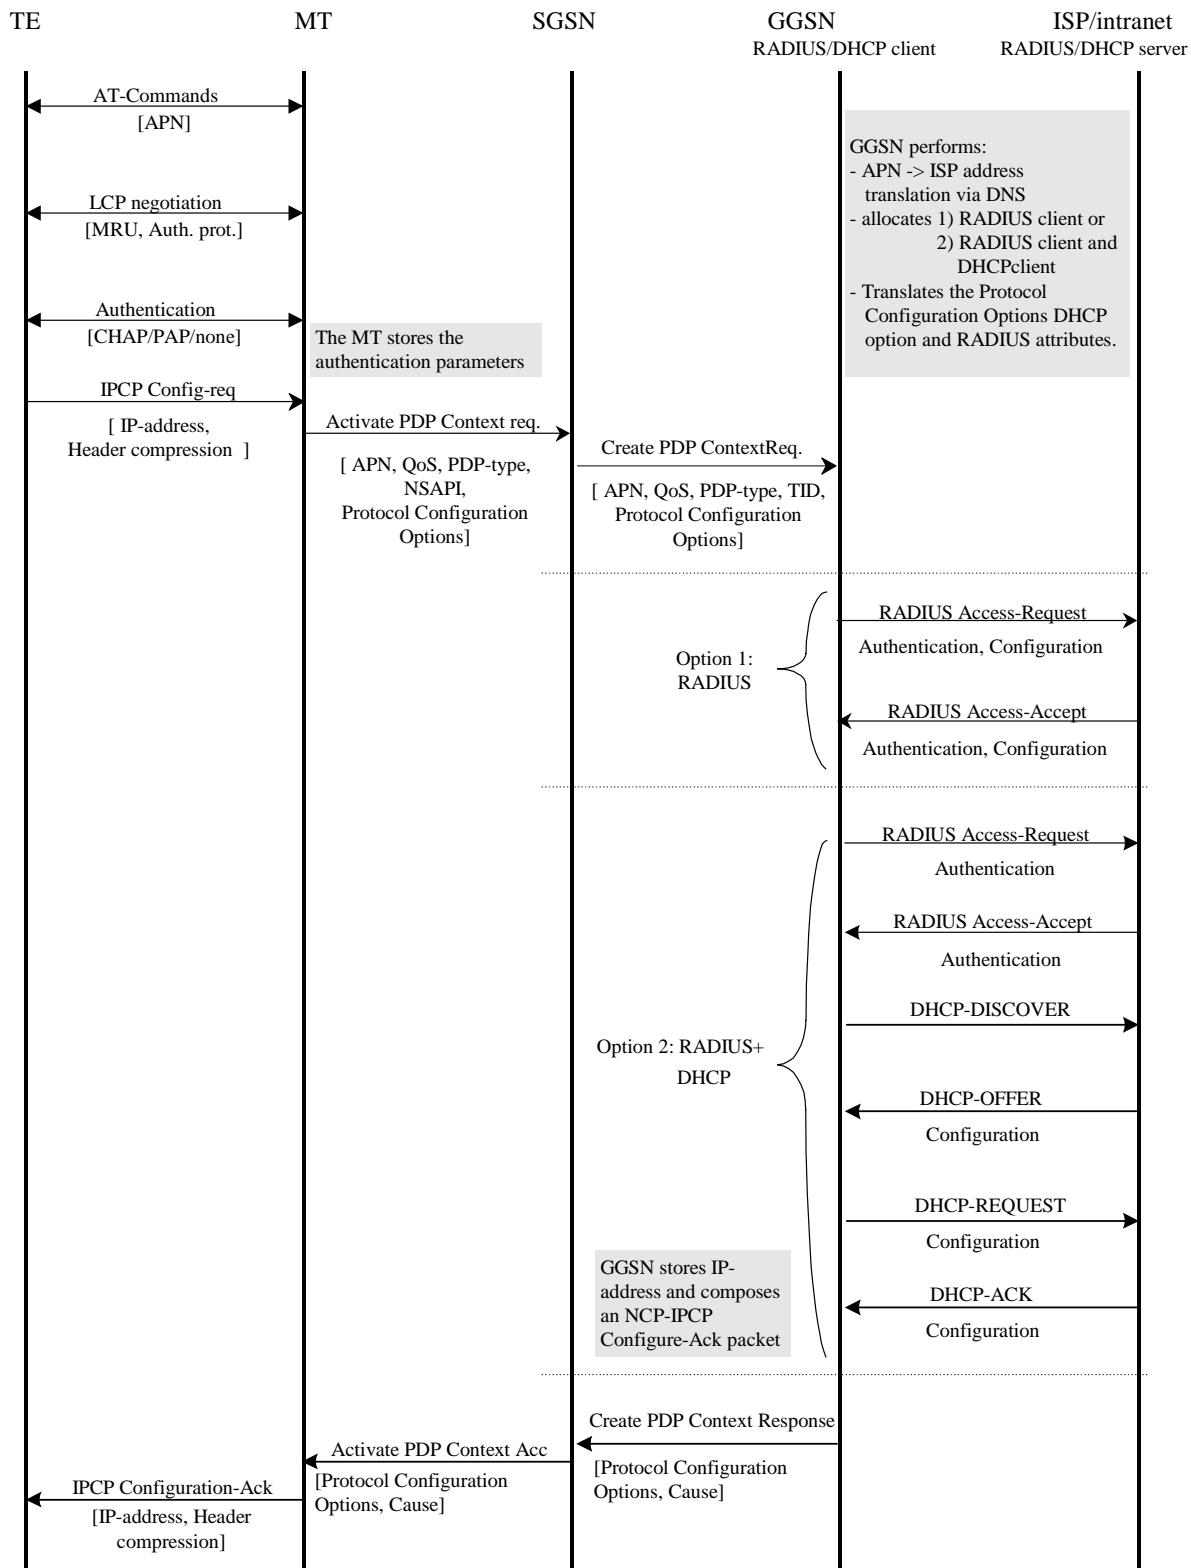 TE
MT
SGSN
GGSN
ISP/intranet
RADIUS/DHCP client
RADIUS/DHCP server
AT-Commands
[APN]
GGSN performs:
- APN -> ISP address
translation via DNS
- allocates 1) RADIUS client or
2) RADIUS client and
DHCPclient
- Translates the Protocol
Configuration Options DHCP
option and RADIUS attributes.
LCP negotiation
[MRU, Auth. prot.]
Authentication
[CHAP/PAP/none]
The MT stores the
authentication parameters
IPCP Config-req
[ IP-address,
Header compression ]
Activate PDP Context req.
[ APN, QoS, PDP-type,
NSAPI,
Protocol Configuration
Options]
Create PDP ContextReq.
[ APN, QoS, PDP-type, TID,
Protocol Configuration
Options]
Option 1:
RADIUS
RADIUS Access-Request
Authentication, Configuration
RADIUS Access-Accept
Authentication, Configuration
RADIUS Access-Request
Authentication
RADIUS Access-Accept
Authentication
DHCP-DISCOVER
Option 2: RADIUS+
DHCP
DHCP-OFFER
Configuration
DHCP-REQUEST
Configuration
GGSN stores IP-
address and composes
an NCP-IPCP
Configure-Ack packet
DHCP-ACK
Configuration
Create PDP Context Response
[Protocol Configuration
Options, Cause]
Activate PDP Context Acc
[Protocol Configuration
Options, Cause]
IPCP Configuration-Ack
[IP-address, Header
compression]